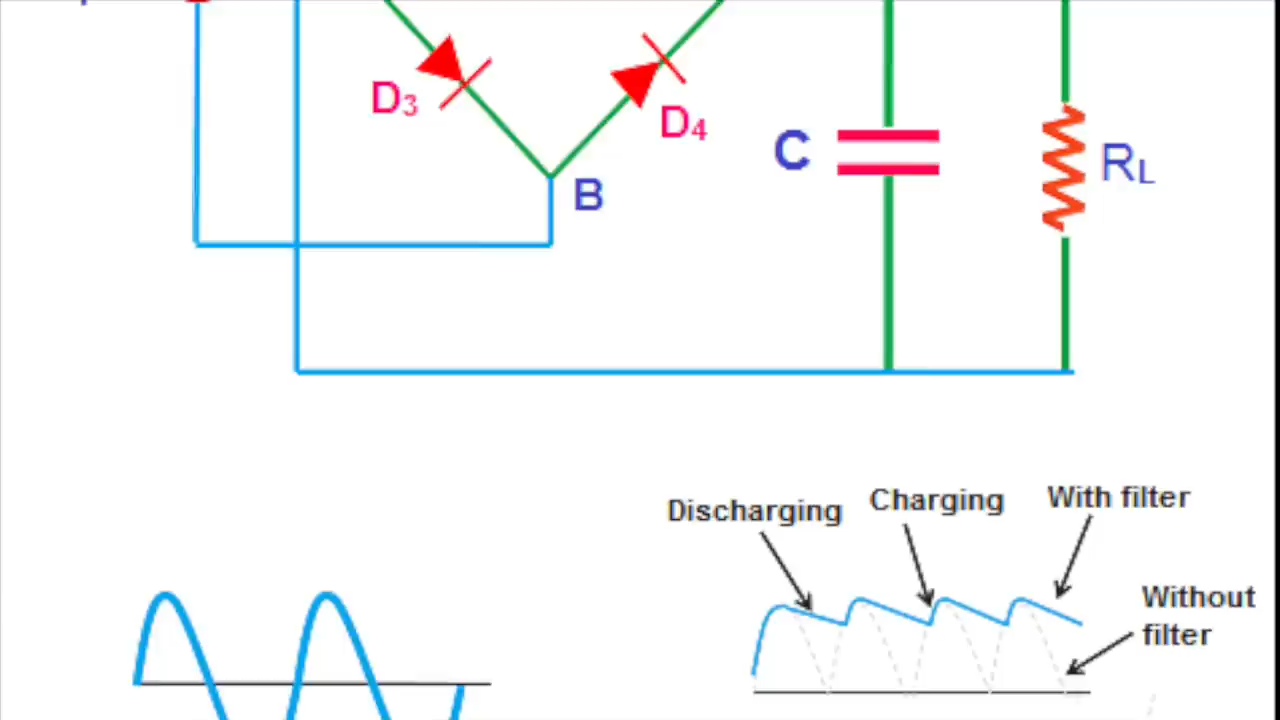 D3
D4
C
RL
B
Discharging
Charging
With filter
Without
filter